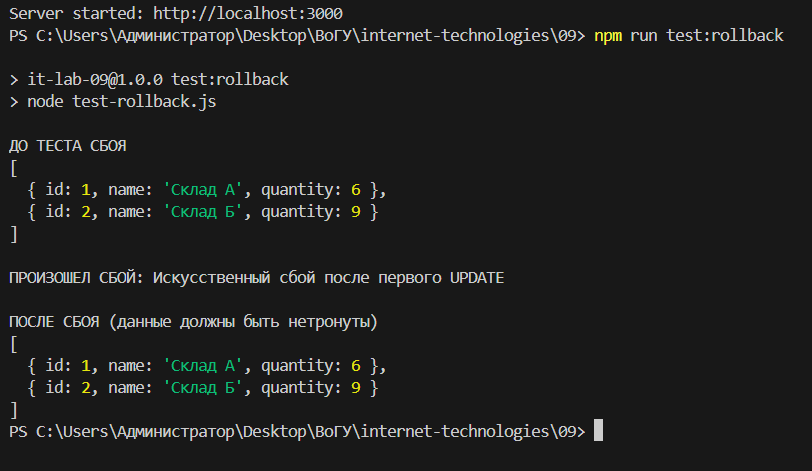 Server started: http://localhost:3000
PS C:\Users\Администратор\Desktop\ВоГУ\internet-technologies\09> npm run test:rollback
> it-lab-09@1.0.0 test:rollback
> node test-rollback.js
ДО ТЕСТА СБОЯ
[
  { id: 1, name: 'Склад А', quantity: 6 },
  { id: 2, name: 'Склад Б', quantity: 9 }
]
ПРОИЗОШЕЛ СБОЙ: Искусственный сбой после первого UPDATE
ПОСЛЕ СБОЯ (данные должны быть нетронуты)
[
  { id: 1, name: 'Склад А', quantity: 6 },
  { id: 2, name: 'Склад Б', quantity: 9 }
]
PS C:\Users\Администратор\Desktop\ВоГУ\internet-technologies\09>